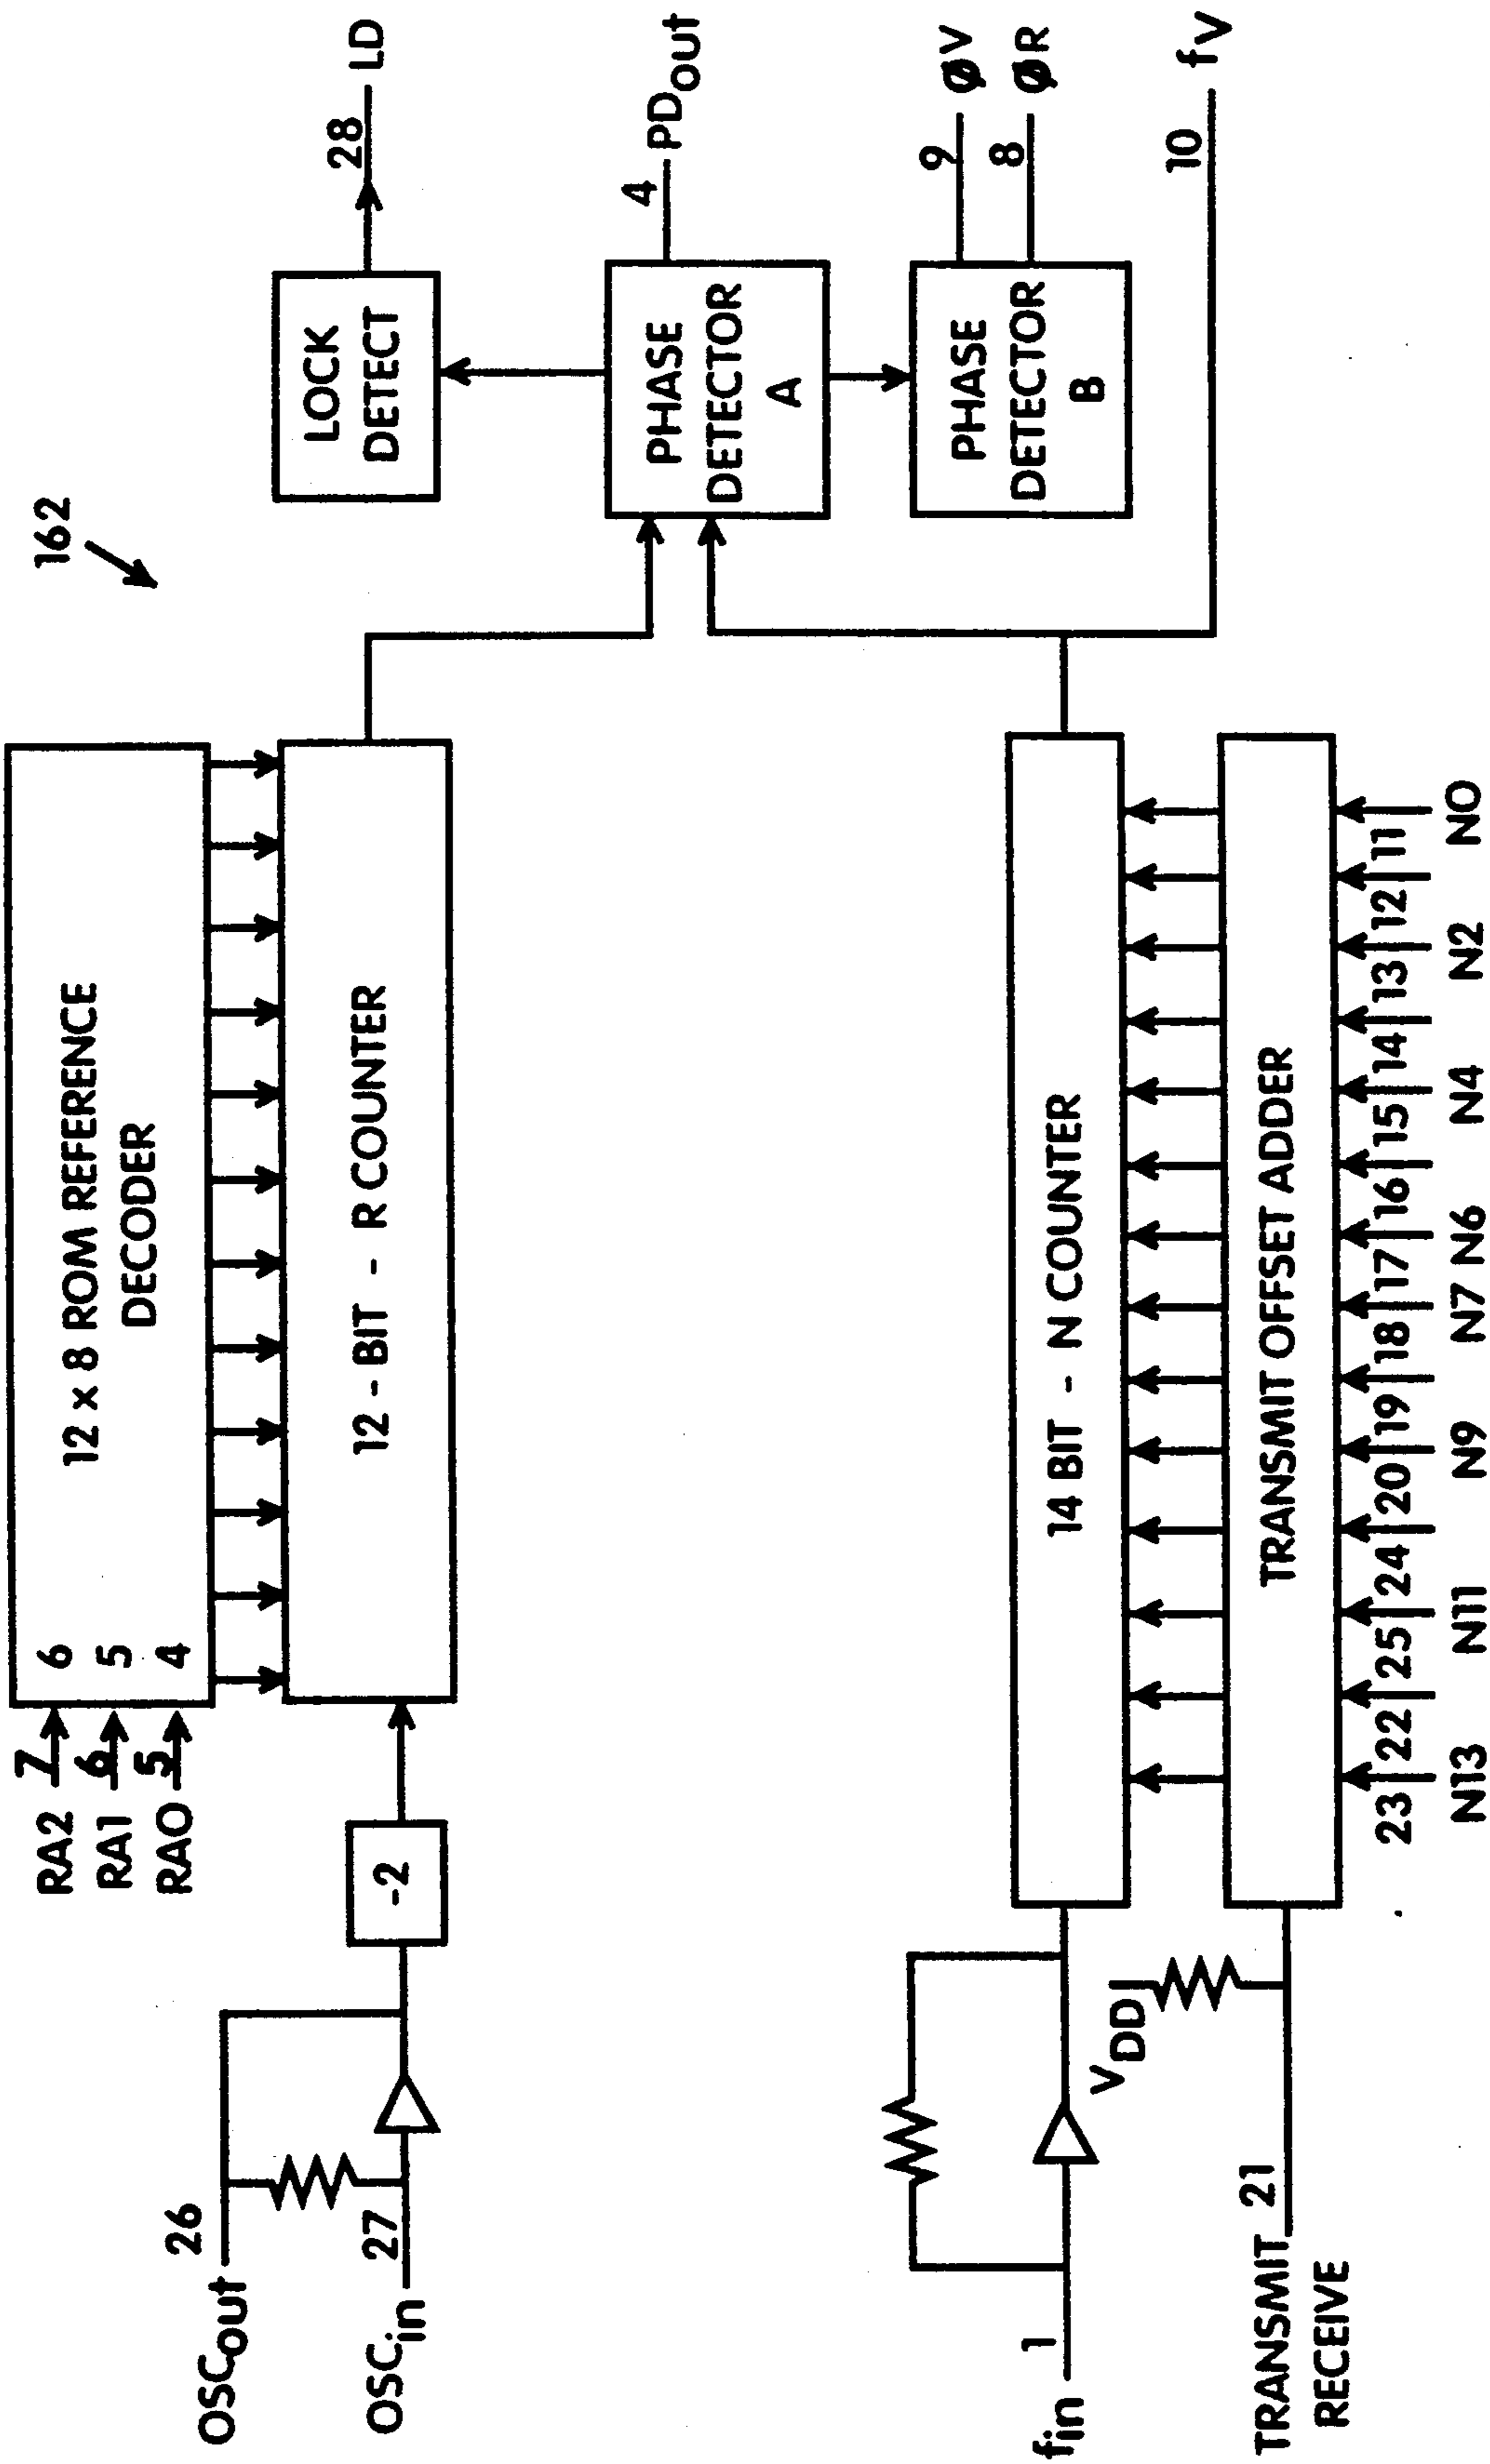 162
RA2 7 6
RA1 6 5
RA0 5 4
12 x 8 ROM REFERENCE
DECODER
12 - BIT - R COUNTER
-2
OSCout 26
OSCin 27
LOCK
DETECT
28 LD
PHASE
DETECTOR
A
4 PDout
PHASE
DETECTOR
B
9 ØV
8 ØR
10 fV
fin 1
14 BIT - N COUNTER
VDD
TRANSMIT 21
RECEIVE
TRANSMIT OFFSET ADDER
23 22 25 24 20 19 18 17 16 15 14 13 12 11
N13 N11 N9 N7 N6 N4 N2 N0